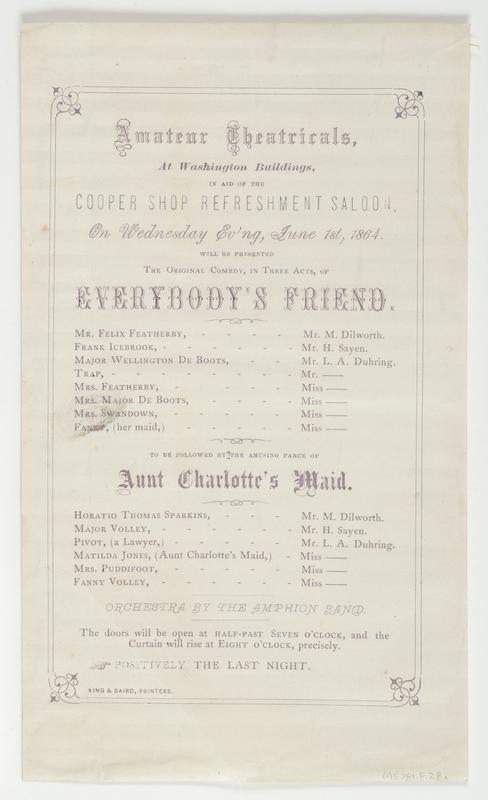 Amateur Theatricals,
At Washington Buildings,
IN AID OF THE
COOPER SHOP REFRESHMENT SALOON,
On Wednesday Ev'ng, June 1st, 1864.
WILL BE PRESENTED
THE ORIGINAL COMEDY, IN THREE ACTS, OF
EVERYBODY'S FRIEND.
MR. FELIX FEATHERBY, - - - - Mr. M. Dilworth.
FRANK ICEBROOK, - - - - - - Mr. H. Sayen.
MAJOR WELLINGTON DE BOOTS, - - Mr. L. A. Duhring.
TRAP, - - - - - - - - Mr. ——
MRS. FEATHERBY, - - - - - Miss ——
MRS. MAJOR DE BOOTS, - - - - Miss ——
MRS. SWANDOWN, - - - - - Miss ——
FANNY, (her maid,) - - - - - Miss ——
TO BE FOLLOWED BY THE AMUSING FARCE OF
Aunt Charlotte's Maid.
HORATIO THOMAS SPARKINS, - - - Mr. M. Dilworth.
MAJOR VOLLEY, - - - - - - Mr. H. Sayen.
PIVOT, (a Lawyer,) - - - - - - Mr. L. A. Duhring.
MATILDA JONES, (Aunt Charlotte's Maid,) - Miss ——
MRS. PUDDIFOOT, - - - - - Miss ——
FANNY VOLLEY, - - - - - - Miss ——
ORCHESTRA BY THE AMPHION BAND.
The doors will be open at HALF-PAST SEVEN O'CLOCK, and the
Curtain will rise at EIGHT O'CLOCK, precisely.
POSITIVELY THE LAST NIGHT.
KING & BAIRD, PRINTERS.
(1)5781.F.28a